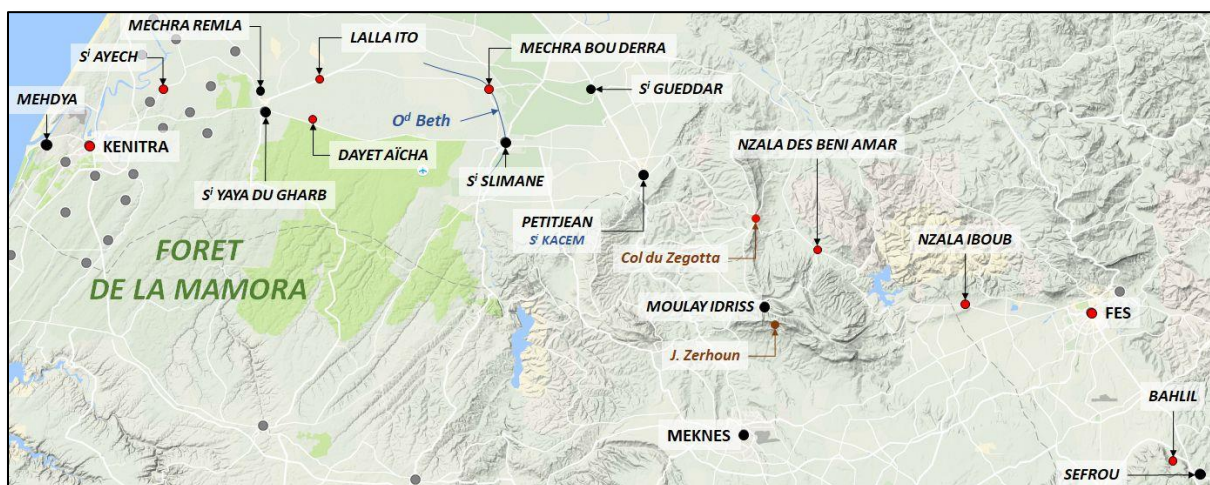 MECHRA REMLA
LALLA ITO
Sⁱ AYECH
MECHRA BOU DERRA
Sⁱ GUEDDAR
MEHDYA
Oᵈ Beth
KENITRA
DAYET AÏCHA
NZALA DES BENI AMAR
Sⁱ YAYA DU GHARB
Sⁱ SLIMANE
PETITJEAN
Sⁱ KACEM
NZALA IBOUB
FORET
DE LA MAMORA
Col du Zegotta
MOULAY IDRISS
FES
J. Zerhoun
BAHLIL
MEKNES
SEFROU